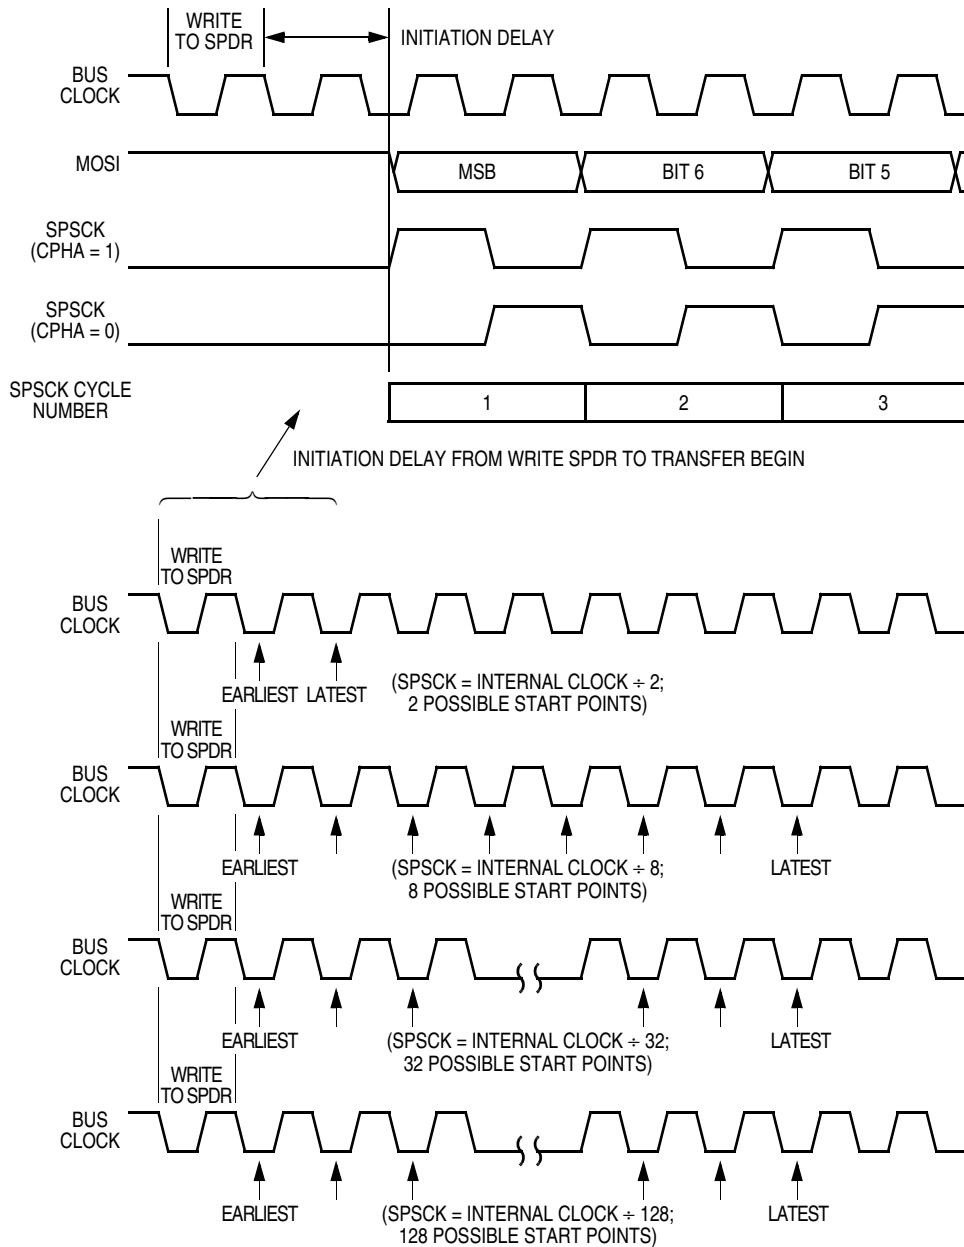 WRITE
TO SPDR
INITIATION DELAY
BUS
CLOCK
MOSI
MSB
BIT 6
BIT 5
SPSCK
(CPHA = 1)
SPSCK
(CPHA = 0)
SPSCK CYCLE
NUMBER
1
2
3
INITIATION DELAY FROM WRITE SPDR TO TRANSFER BEGIN
WRITE
TO SPDR
BUS
CLOCK
EARLIEST
LATEST
(SPSCK = INTERNAL CLOCK ÷ 2;
2 POSSIBLE START POINTS)
WRITE
TO SPDR
BUS
CLOCK
EARLIEST
(SPSCK = INTERNAL CLOCK ÷ 8;
8 POSSIBLE START POINTS)
LATEST
WRITE
TO SPDR
BUS
CLOCK
EARLIEST
(SPSCK = INTERNAL CLOCK ÷ 32;
32 POSSIBLE START POINTS)
LATEST
WRITE
TO SPDR
BUS
CLOCK
EARLIEST
(SPSCK = INTERNAL CLOCK ÷ 128;
128 POSSIBLE START POINTS)
LATEST